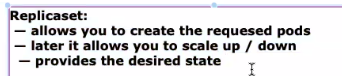 Replicaset:
— allows you to create the requesed pods
— later it allows you to scale up / down
— provides the desired state